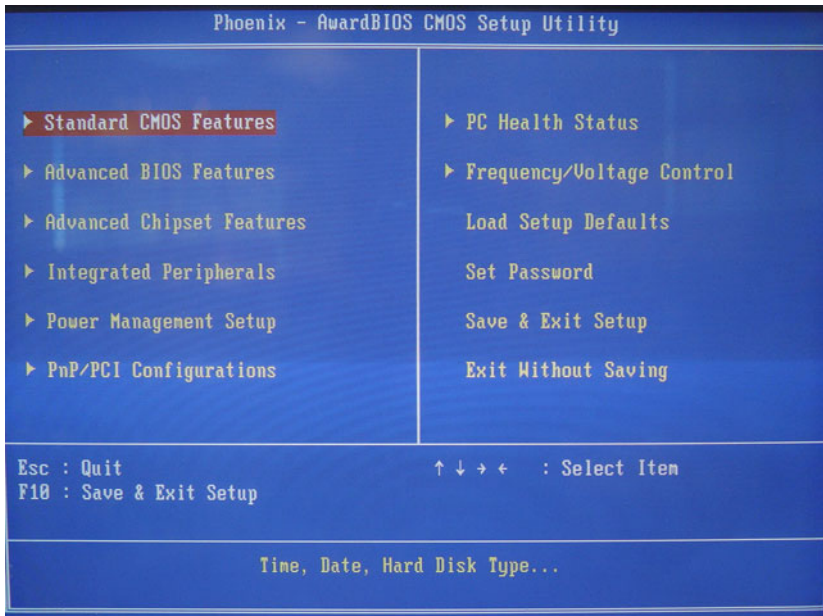 Phoenix - AwardBIOS CMOS Setup Utility
▶ Standard CMOS Features
▶ Advanced BIOS Features
▶ Advanced Chipset Features
▶ Integrated Peripherals
▶ Power Management Setup
▶ PnP/PCI Configurations
▶ PC Health Status
▶ Frequency/Voltage Control
Load Setup Defaults
Set Password
Save & Exit Setup
Exit Without Saving
Esc : Quit
F10 : Save & Exit Setup
↑ ↓ → ← : Select Item
Time, Date, Hard Disk Type...